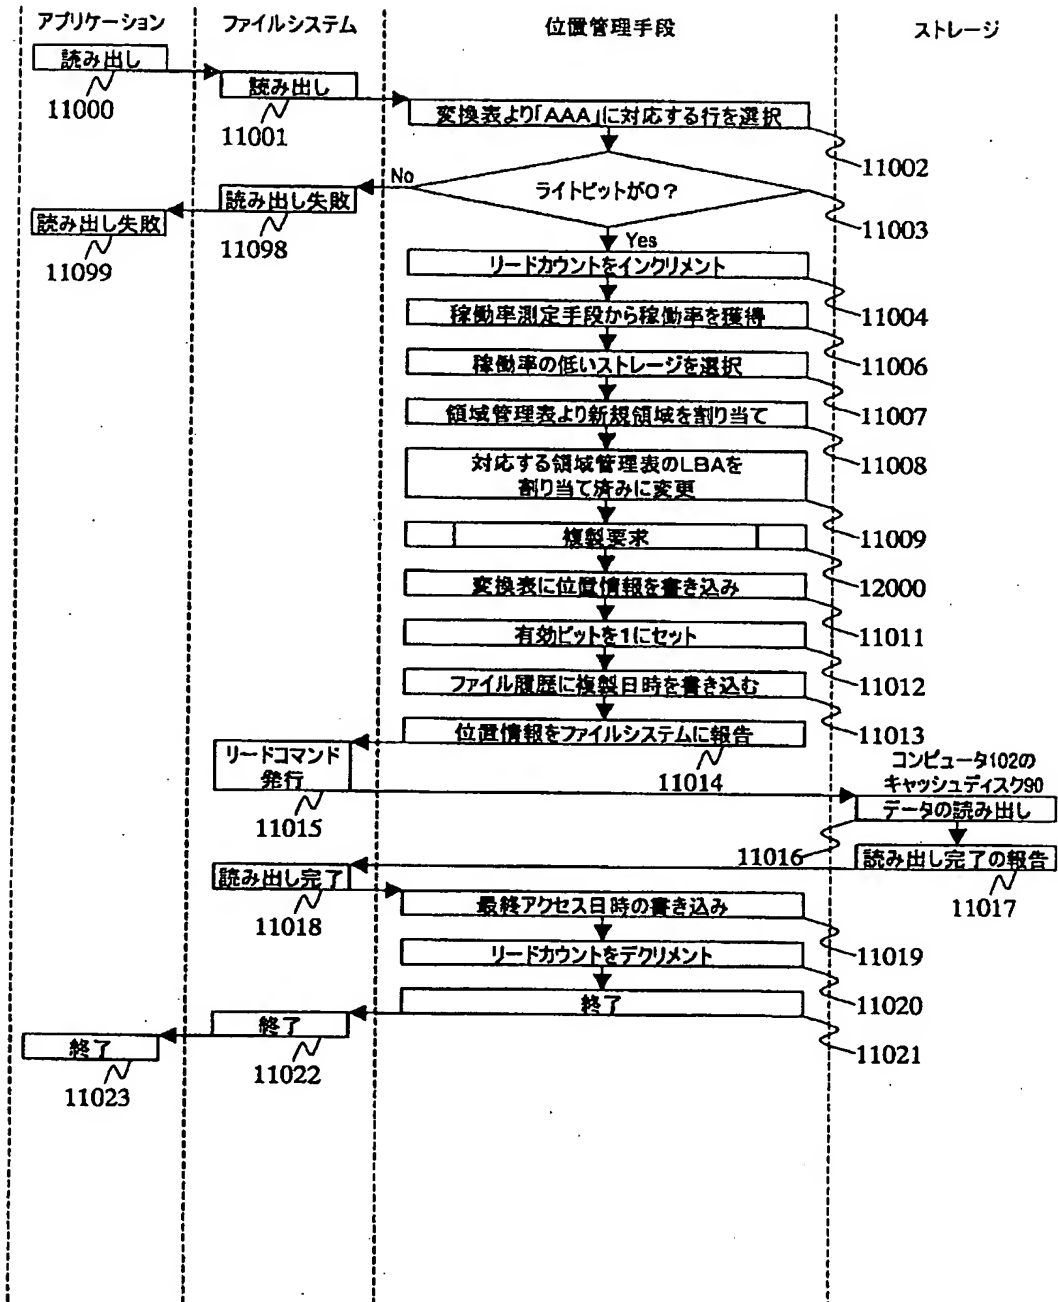 アプリケーション
ファイルシステム
位置管理手段
ストレージ
読み出し
11000
読み出し
11001
変換表より「AAA」に対応する行を選択
11002
ライトビットが0?
No
Yes
11003
読み出し失敗
11098
読み出し失敗
11099
リードカウントをインクリメント
11004
稼働率測定手段から稼働率を獲得
11006
稼働率の低いストレージを選択
11007
領域管理表より新規領域を割り当て
11008
対応する領域管理表のLBAを
割り当て済みに変更
11009
複製要求
12000
変換表に位置情報を書き込み
11011
有効ビットを1にセット
11012
ファイル履歴に複製日時を書き込む
11013
位置情報をファイルシステムに報告
11014
リードコマンド
発行
11015
コンピュータ102の
キャッシュディスク90
データの読み出し
11016
読み出し完了の報告
11017
読み出し完了
11018
最終アクセス日時の書き込み
11019
リードカウントをデクリメント
11020
終了
11021
終了
11022
終了
11023